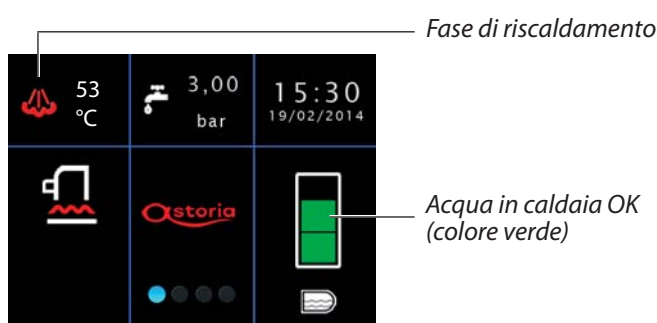 Fase di riscaldamento
53
°C
3,00
bar
15:30
19/02/2014
astoria
Acqua in caldaia OK
(colore verde)